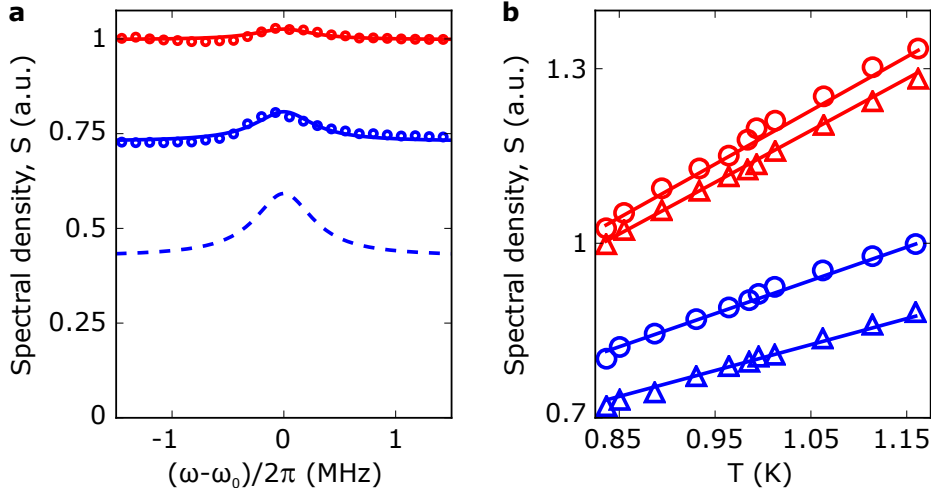 a
Spectral density, S (a.u.)
1
0.75
0.5
0.25
0
-1
0
1
(ω-ω₀)/2π (MHz)
b
Spectral density, S (a.u.)
1.3
1
0.7
0.85
0.95
1.05
1.15
T (K)